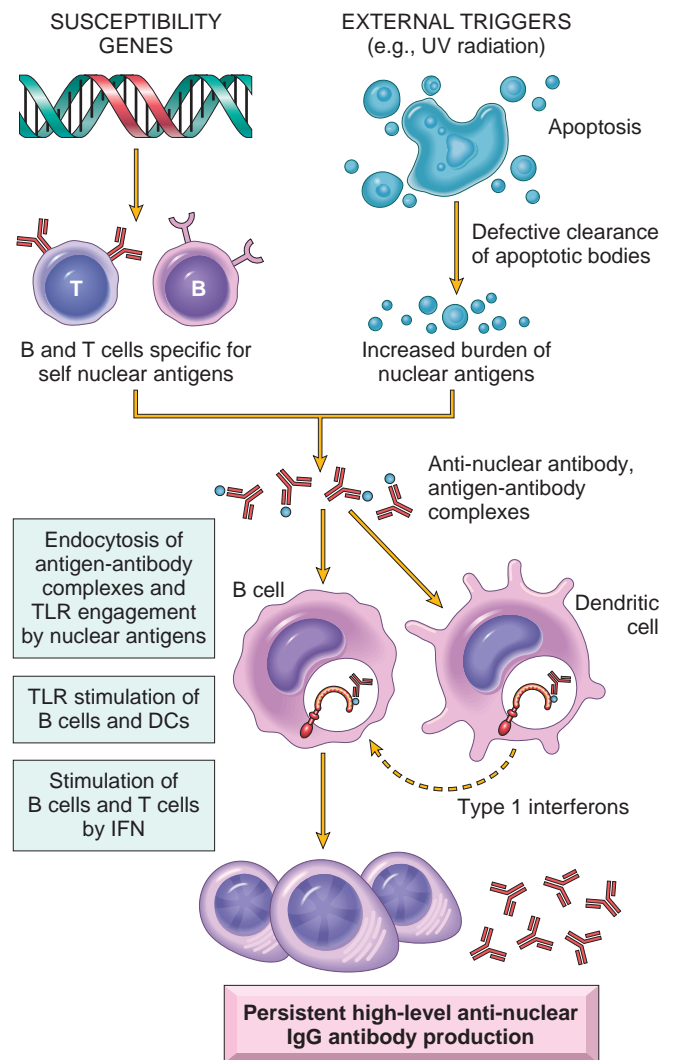 SUSCEPTIBILITY
GENES
EXTERNAL TRIGGERS
(e.g., UV radiation)
Apoptosis
Defective clearance
of apoptotic bodies
T
B
B and T cells specific for
self nuclear antigens
Increased burden of
nuclear antigens
Anti-nuclear antibody,
antigen-antibody
complexes
Endocytosis of
antigen-antibody
complexes and
TLR engagement
by nuclear antigens
B cell
Dendritic
cell
TLR stimulation of
B cells and DCs
Stimulation of
B cells and T cells
by IFN
Type 1 interferons
Persistent high-level anti-nuclear
IgG antibody production